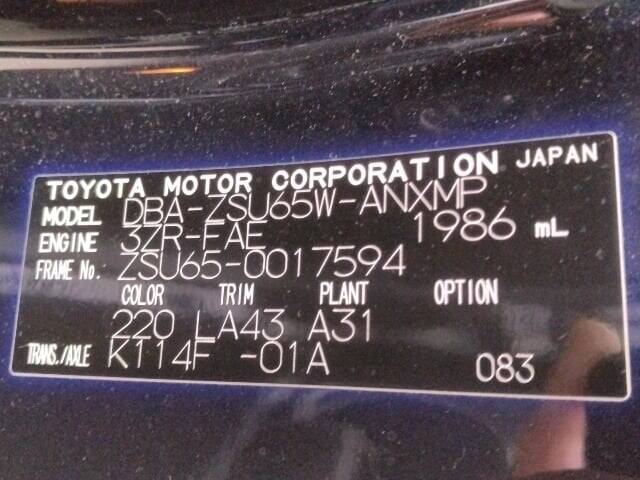 TOYOTA MOTOR CORPORATION JAPAN
MODEL DBA-ZSU65W-ANXMP
ENGINE 3ZR-FAE 1986 mL
FRAME No. ZSU65-0017594
COLOR TRIM PLANT OPTION
220 LA43 A31
TRANS./AXLE K114F -01A 083